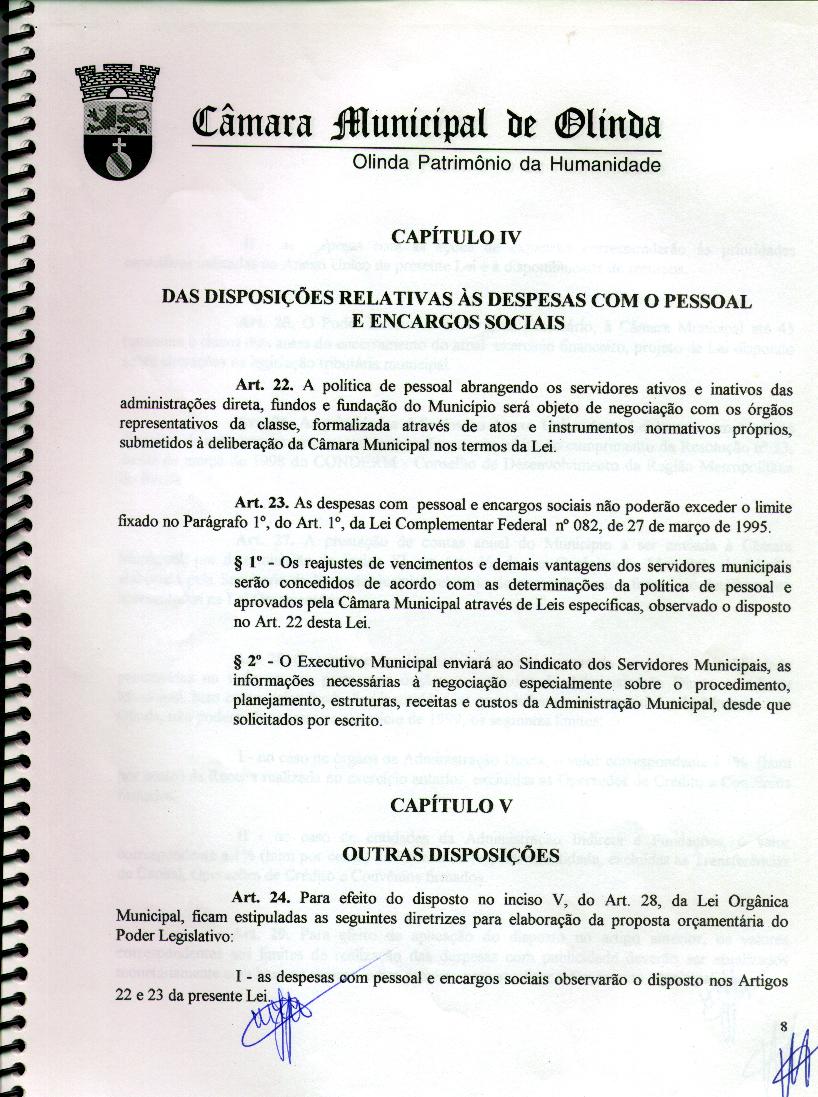 Câmara Municipal de Olinda
Olinda Patrimônio da Humanidade
CAPÍTULO IV
DAS DISPOSIÇÕES RELATIVAS ÀS DESPESAS COM O PESSOAL
E ENCARGOS SOCIAIS
Art. 22. A política de pessoal abrangendo os servidores ativos e inativos das
administrações direta, fundos e fundação do Município será objeto de negociação com os órgãos
representativos da classe, formalizada através de atos e instrumentos normativos próprios,
submetidos à deliberação da Câmara Municipal nos termos da Lei.
Art. 23. As despesas com pessoal e encargos sociais não poderão exceder o limite
fixado no Parágrafo 1º, do Art. 1º, da Lei Complementar Federal nº 082, de 27 de março de 1995.
§ 1º - Os reajustes de vencimentos e demais vantagens dos servidores municipais
serão concedidos de acordo com as determinações da política de pessoal e
aprovados pela Câmara Municipal através de Leis específicas, observado o disposto
no Art. 22 desta Lei.
§ 2º - O Executivo Municipal enviará ao Sindicato dos Servidores Municipais, as
informações necessárias à negociação especialmente sobre o procedimento,
planejamento, estruturas, receitas e custos da Administração Municipal, desde que
solicitados por escrito.
CAPÍTULO V
OUTRAS DISPOSIÇÕES
Art. 24. Para efeito do disposto no inciso V, do Art. 28, da Lei Orgânica
Municipal, ficam estipuladas as seguintes diretrizes para elaboração da proposta orçamentária do
Poder Legislativo:
I - as despesas com pessoal e encargos sociais observarão o disposto nos Artigos
22 e 23 da presente Lei.
8